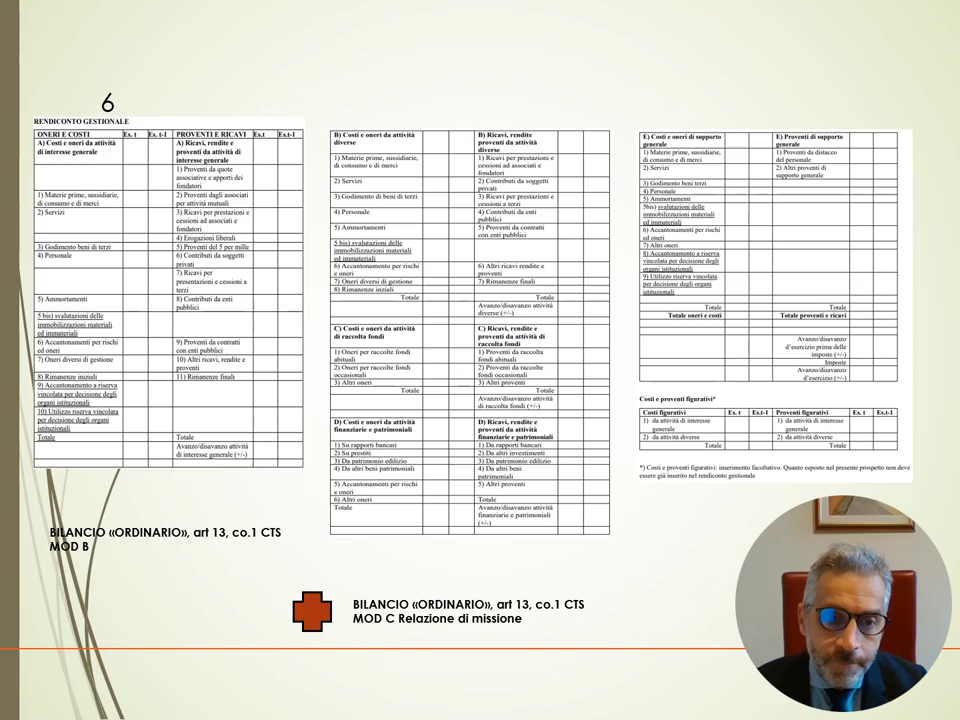 6
RENDICONTO GESTIONALE
ONERI E COSTI Es. t Es. t-1 PROVENTI E RICAVI Es.t Es.t-1
A) Costi e oneri da attività di interesse generale
A) Ricavi, rendite e proventi da attività di interesse generale
1) Proventi da quote associative e apporti dei fondatori
1) Materie prime, sussidiarie, di consumo e di merci
2) Proventi dagli associati per attività mutuali
2) Servizi
3) Ricavi per prestazioni e cessioni ad associati e fondatori
4) Erogazioni liberali
3) Godimento beni di terzi
5) Proventi del 5 per mille
4) Personale
6) Contributi da soggetti privati
7) Ricavi per presentazioni e cessioni a terzi
5) Ammortamenti
8) Contributi da enti pubblici
5 bis) svalutazioni delle immobilizzazioni materiali ed immateriali
6) Accantonamenti per rischi ed oneri
9) Proventi da contratti con enti pubblici
7) Oneri diversi di gestione
10) Altri ricavi, rendite e proventi
8) Rimanenze iniziali
11) Rimanenze finali
9) Accantonamento a riserva vincolata per decisione degli organi istituzionali
10) Utilizzo riserva vincolata per decisione degli organi istituzionali
Totale Totale
Avanzo/disavanzo attività di interesse generale (+/-)
B) Costi e oneri da attività diverse
B) Ricavi, rendite e proventi da attività diverse
1) Materie prime, sussidiarie, di consumo e di merci
1) Ricavi per prestazioni e cessioni ad associati e fondatori
2) Servizi
2) Contributi da soggetti privati
3) Godimento di beni di terzi
3) Ricavi per prestazioni e cessioni a terzi
4) Personale
4) Contributi da enti pubblici
5) Ammortamenti
5) Proventi da contratti con enti pubblici
5 bis) svalutazioni delle immobilizzazioni materiali ed immateriali
6) Accantonamento per rischi e oneri
6) Altri ricavi rendite e proventi
7) Oneri diversi di gestione
7) Rimanenze finali
8) Rimanenze iniziali
Totale Totale
Avanzo/disavanzo attività diverse (+/-)
C) Costi e oneri da attività di raccolta fondi
C) Ricavi, rendite e proventi da attività di raccolta fondi
1) Oneri per raccolte fondi abituali
1) Proventi da raccolta fondi abituali
2) Oneri per raccolte fondi occasionali
2) Proventi da raccolte fondi occasionali
3) Altri oneri
3) Altri proventi
Totale Totale
Avanzo/disavanzo attività di raccolta fondi (+/-)
D) Costi e oneri da attività finanziarie e patrimoniali
D) Ricavi, rendite e proventi da attività finanziarie e patrimoniali
1) Su rapporti bancari
1) Da rapporti bancari
2) Su prestiti
2) Da altri investimenti
3) Da patrimonio edilizio
3) Da patrimonio edilizio
4) Da altri beni patrimoniali
4) Da altri beni patrimoniali
5) Accantonamenti per rischi e oneri
5) Altri proventi
6) Altri oneri
Totale
Totale
Avanzo/disavanzo attività finanziarie e patrimoniali (+/-)
E) Costi e oneri di supporto generale
E) Proventi di supporto generale
1) Materie prime, sussidiarie, di consumo e di merci
1) Proventi da distacco del personale
2) Servizi
2) Altri proventi di supporto generale
3) Godimento beni terzi
4) Personale
5) Ammortamenti
5bis) svalutazioni delle immobilizzazioni materiali ed immateriali
6) Accantonamenti per rischi ed oneri
7) Altri oneri
8) Accantonamento a riserva vincolata per decisione degli organi istituzionali
9) Utilizzo riserva vincolata per decisione degli organi istituzionali
Totale Totale
Totale oneri e costi Totale proventi e ricavi
Avanzo/disavanzo d'esercizio prima delle imposte (+/-)
Imposte
Avanzo/disavanzo d'esercizio (+/-)
Costi e proventi figurativi*
Costi figurativi Es. t Es.t-1 Proventi figurativi Es. t Es.t-1
1) da attività di interesse generale 1) da attività di interesse generale
2) da attività diverse 2) da attività diverse
Totale Totale
*) Costi e proventi figurativi: inserimento facoltativo. Quanto esposto nel presente prospetto non deve
essere già inserito nel rendiconto gestionale
BILANCIO «ORDINARIO», art 13, co.1 CTS
MOD B
BILANCIO «ORDINARIO», art 13, co.1 CTS
MOD C Relazione di missione